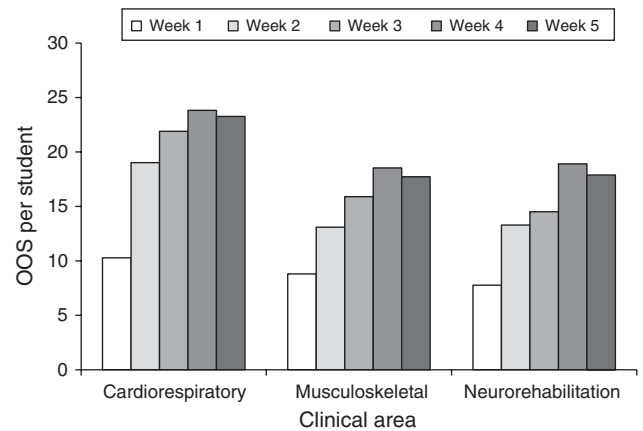 Week 1 Week 2 Week 3 Week 4 Week 5
30
25
20
15
10
5
0
OOS per student
Cardiorespiratory Musculoskeletal Neurorehabilitation
Clinical area